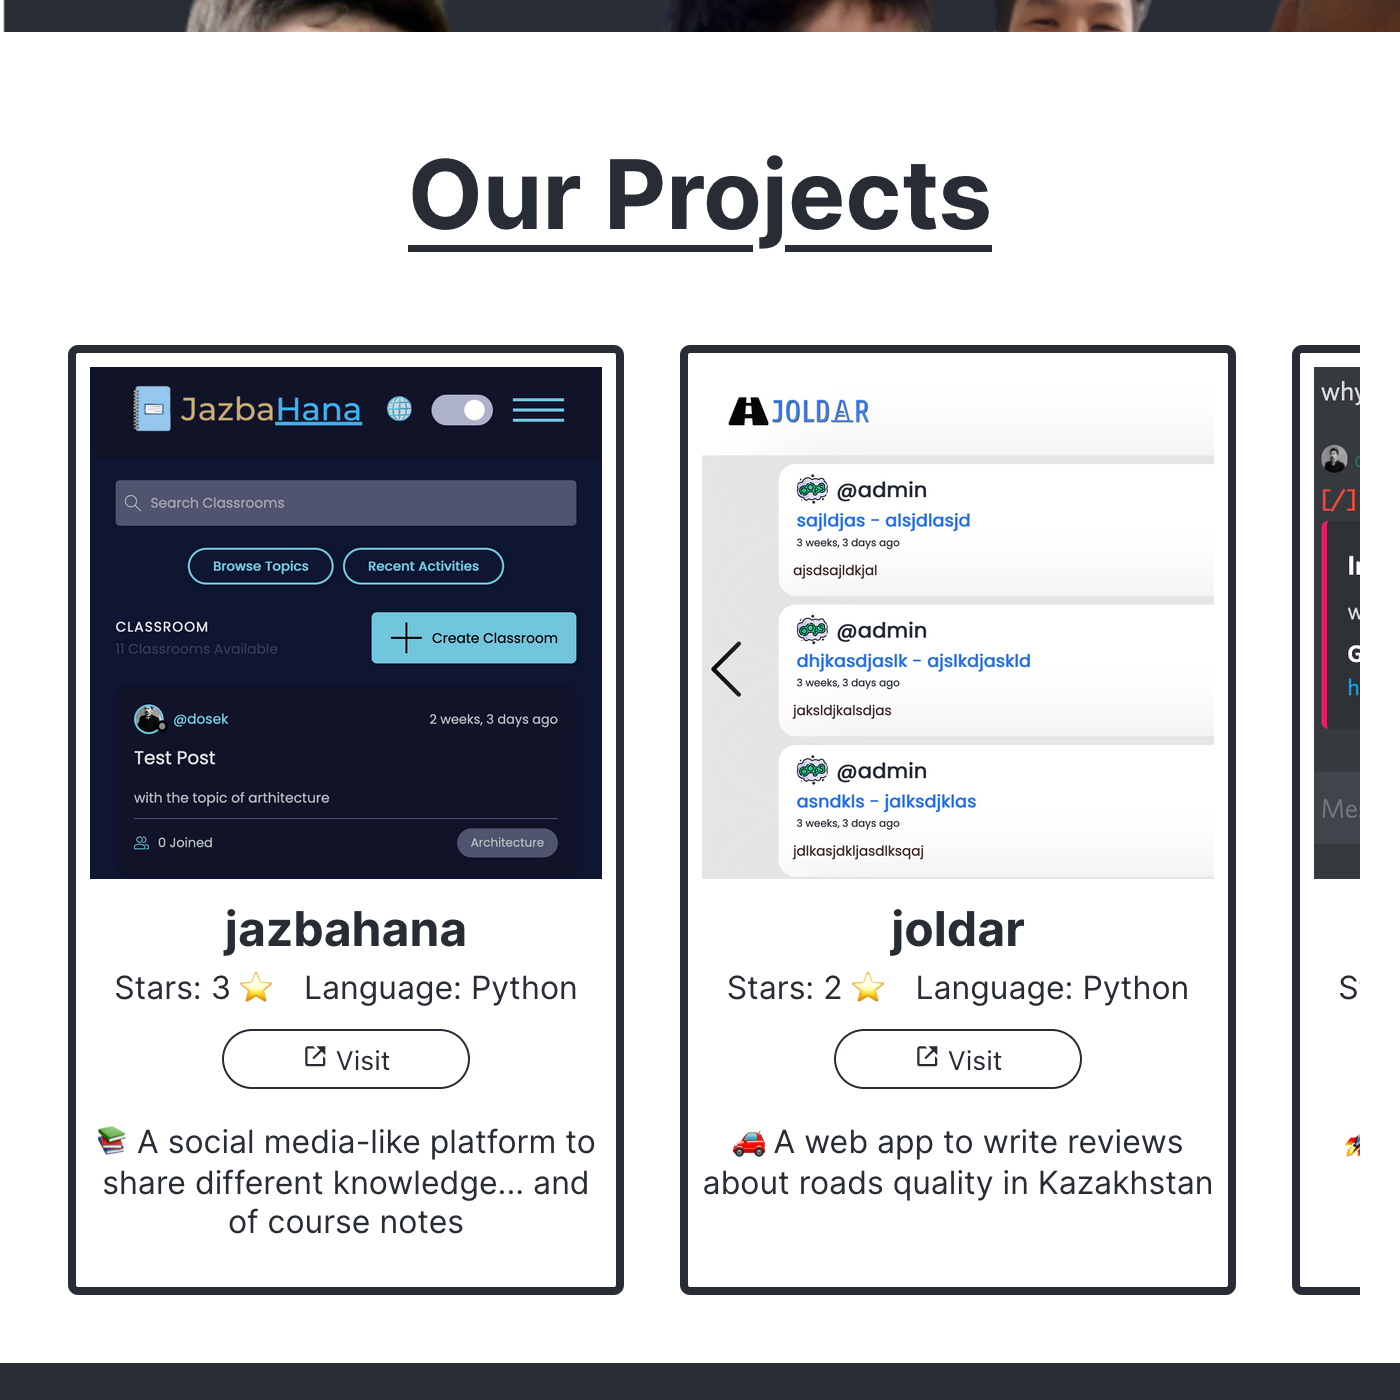 Our Projects
JazbaHana
Search Classrooms
Browse Topics
Recent Activities
CLASSROOM
11 Classrooms Available
Create Classroom
@dosek
2 weeks, 3 days ago
Test Post
with the topic of arthitecture
0 Joined
Architecture
jazbahana
Stars: 3 ⭐ Language: Python
Visit
📚 A social media-like platform to
share different knowledge... and
of course notes
JOLDAR
@admin
sajldjas - alsjdlasjd
3 weeks, 3 days ago
ajsdsajldkjal
@admin
dhjkasdjaslk - ajslkdjaskld
3 weeks, 3 days ago
jaksldjkalsdjas
@admin
asndkls - jalksdjklas
3 weeks, 3 days ago
jdlkasjdkljasdlksqaj
joldar
Stars: 2 ⭐ Language: Python
Visit
🚗 A web app to write reviews
about roads quality in Kazakhstan
why
[/]